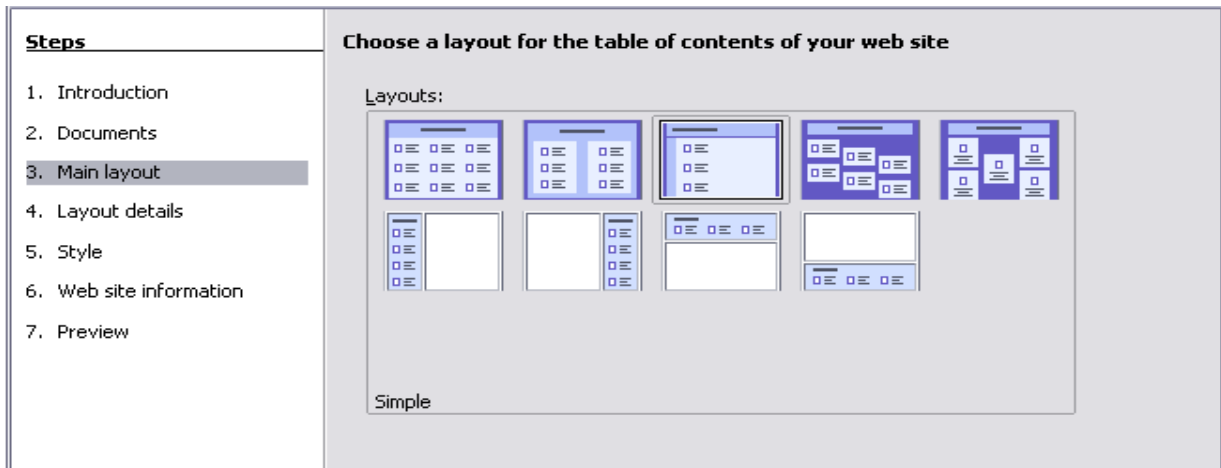 Steps
1. Introduction
2. Documents
3. Main layout
4. Layout details
5. Style
6. Web site information
7. Preview
Choose a layout for the table of contents of your web site
Layouts:
Simple